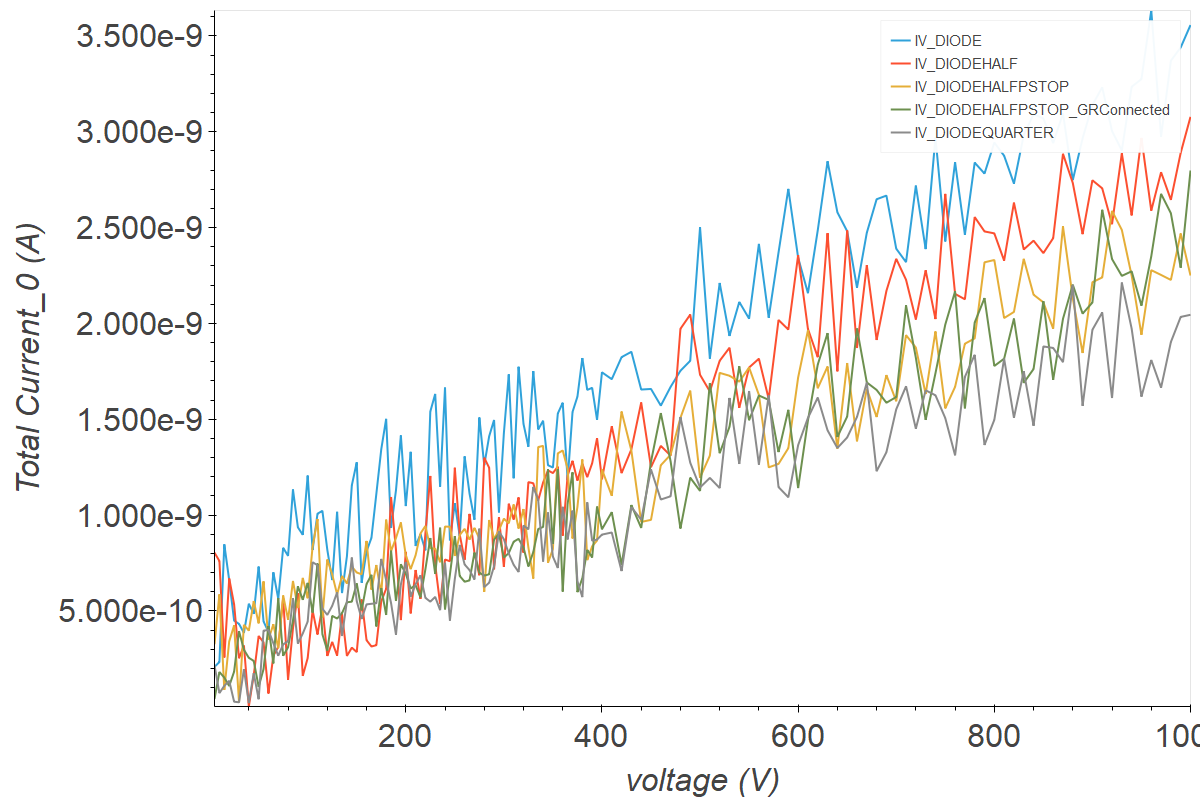 3.500e-9
3.000e-9
2.500e-9
2.000e-9
1.500e-9
1.000e-9
5.000e-10
Total Current_0 (A)
IV_DIODE
IV_DIODEHALF
IV_DIODEHALFPSTOP
IV_DIODEHALFPSTOP_GRConnected
IV_DIODEQUARTER
200 400 600 800 100
voltage (V)